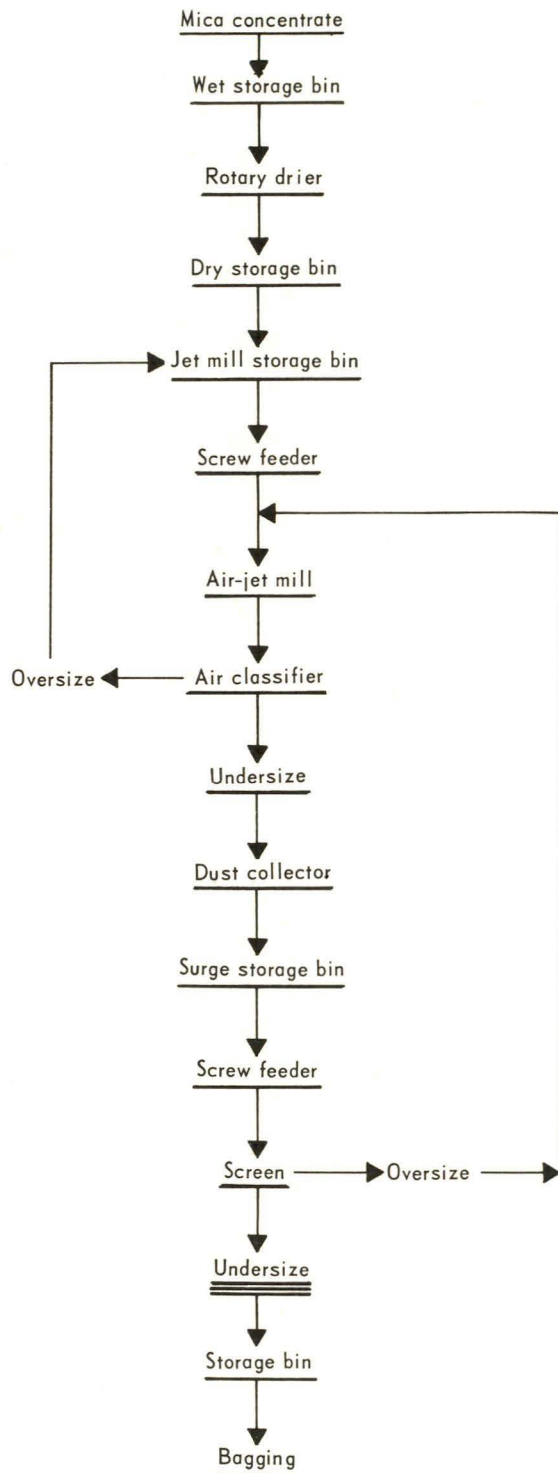 Mica concentrate
Wet storage bin
Rotary drier
Dry storage bin
Jet mill storage bin
Screw feeder
Air-jet mill
Oversize
Air classifier
Undersize
Dust collector
Surge storage bin
Screw feeder
Screen
Oversize
Undersize
Storage bin
Bagging